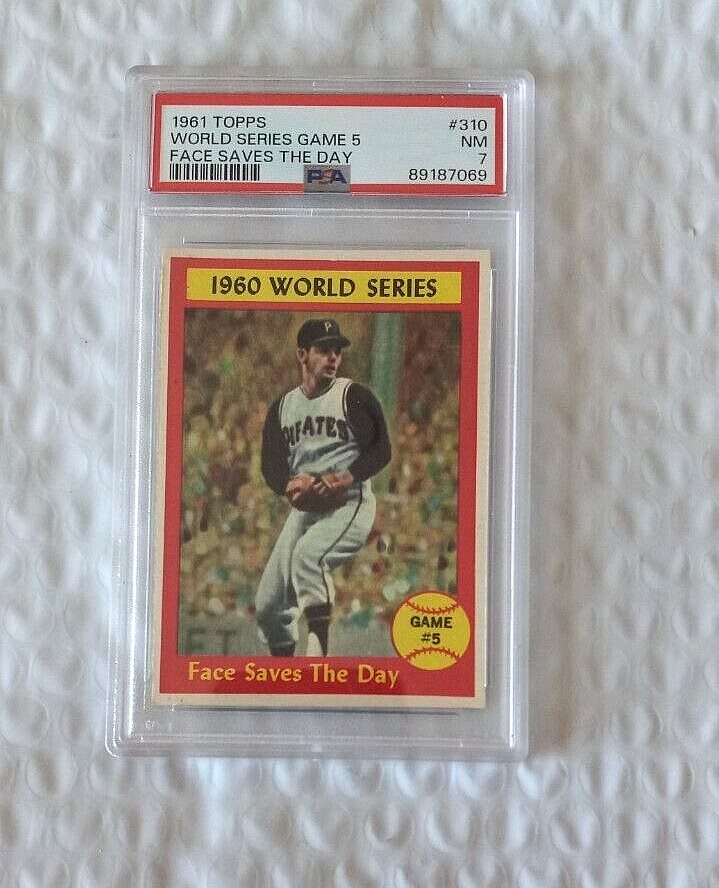 1961 TOPPS #310
WORLD SERIES GAME 5 NM
FACE SAVES THE DAY 7
PSA 89187069
1960 WORLD SERIES
P
PIRATES
GAME
#5
Face Saves The Day